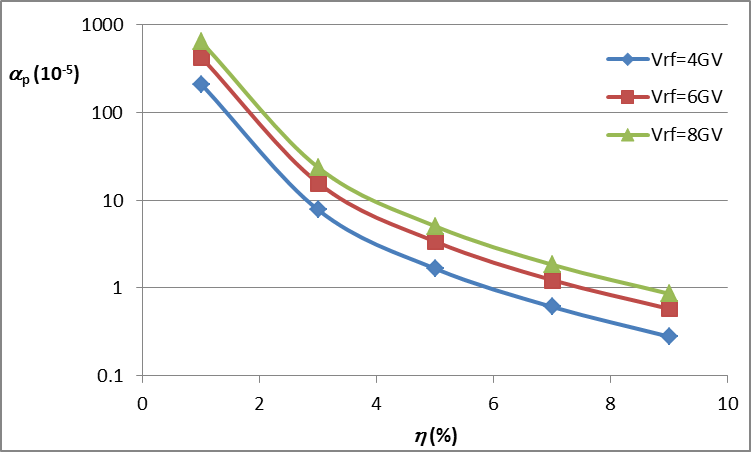 1000
100
10
1
0.1
αp (10-5)
Vrf=4GV
Vrf=6GV
Vrf=8GV
0 2 4 6 8 10
η (%)